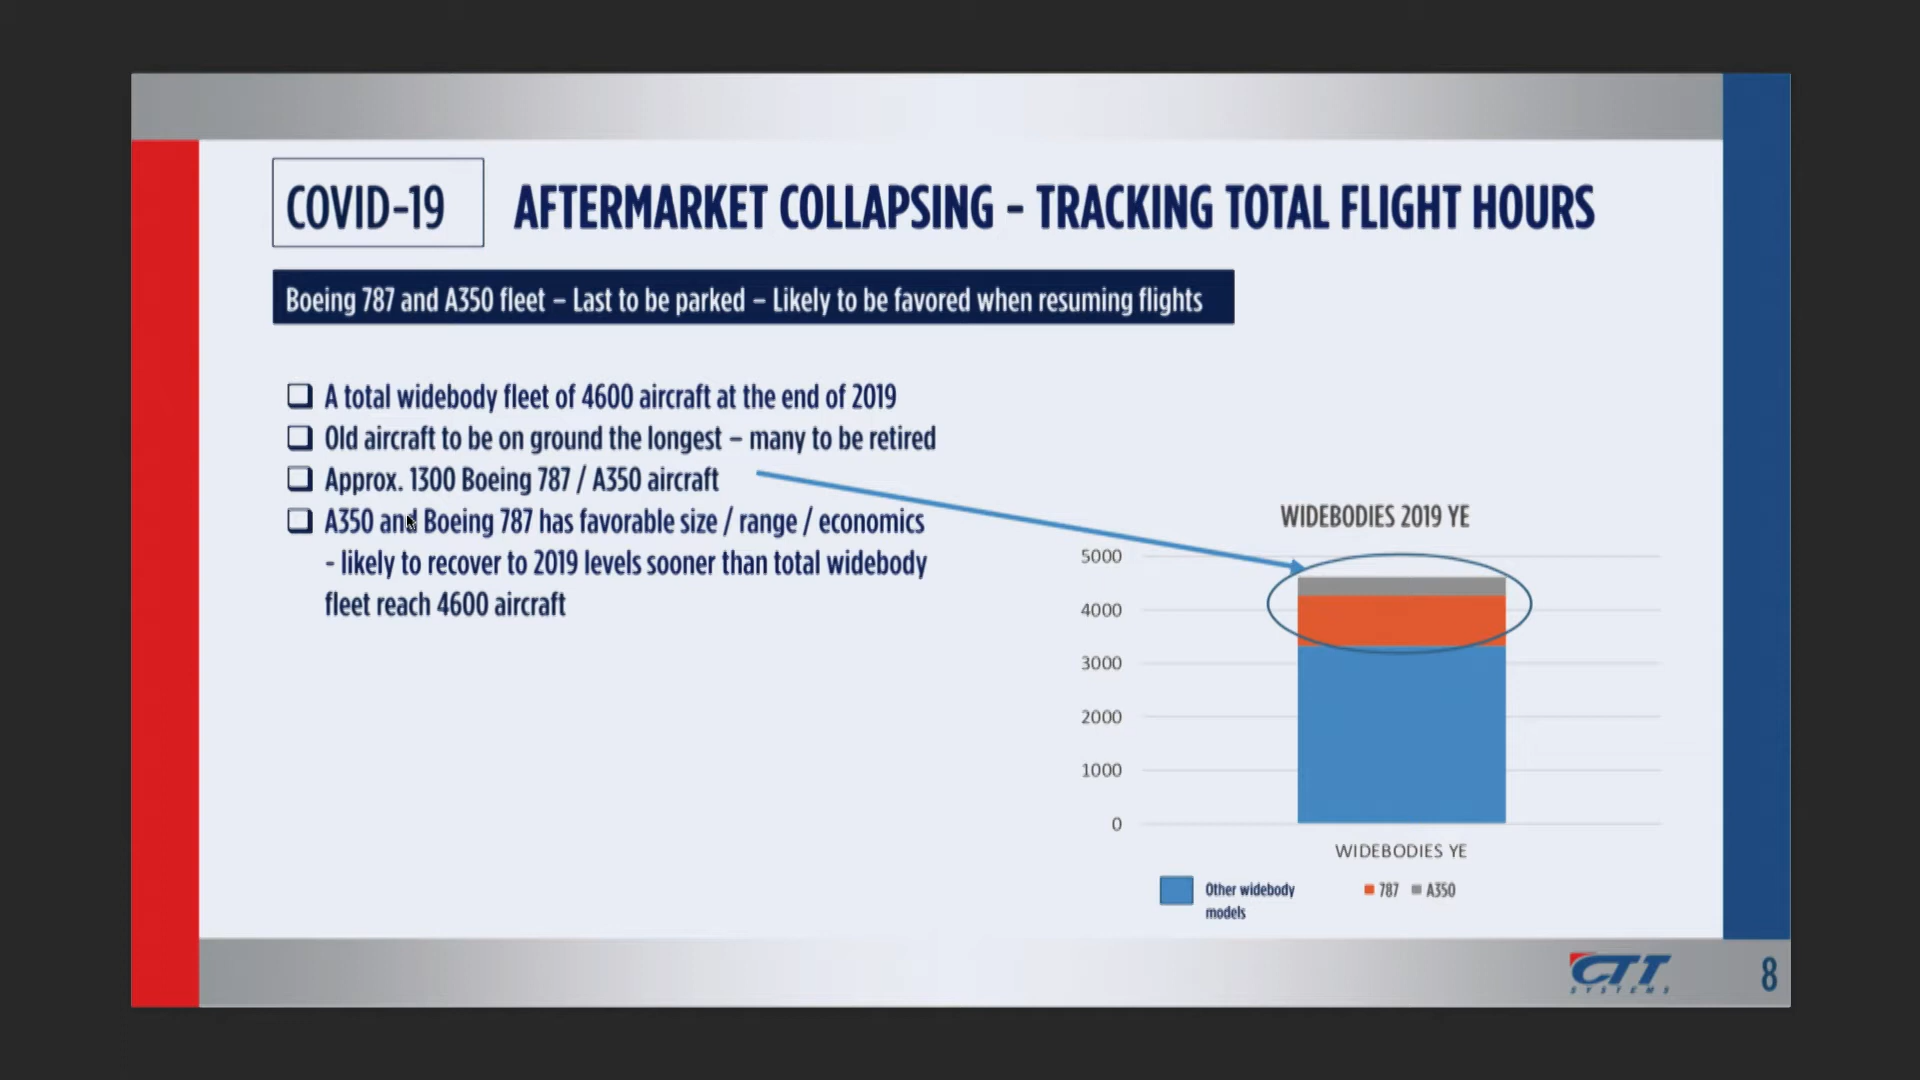 COVID-19
AFTERMARKET COLLAPSING – TRACKING TOTAL FLIGHT HOURS
Boeing 787 and A350 fleet – Last to be parked – Likely to be favored when resuming flights
A total widebody fleet of 4600 aircraft at the end of 2019
Old aircraft to be on ground the longest – many to be retired
Approx. 1300 Boeing 787 / A350 aircraft
A350 and Boeing 787 has favorable size / range / economics
- likely to recover to 2019 levels sooner than total widebody
fleet reach 4600 aircraft
WIDEBODIES 2019 YE
5000
4000
3000
2000
1000
0
WIDEBODIES YE
Other widebody
models
787
A350
CTT
SYSTEMS
8